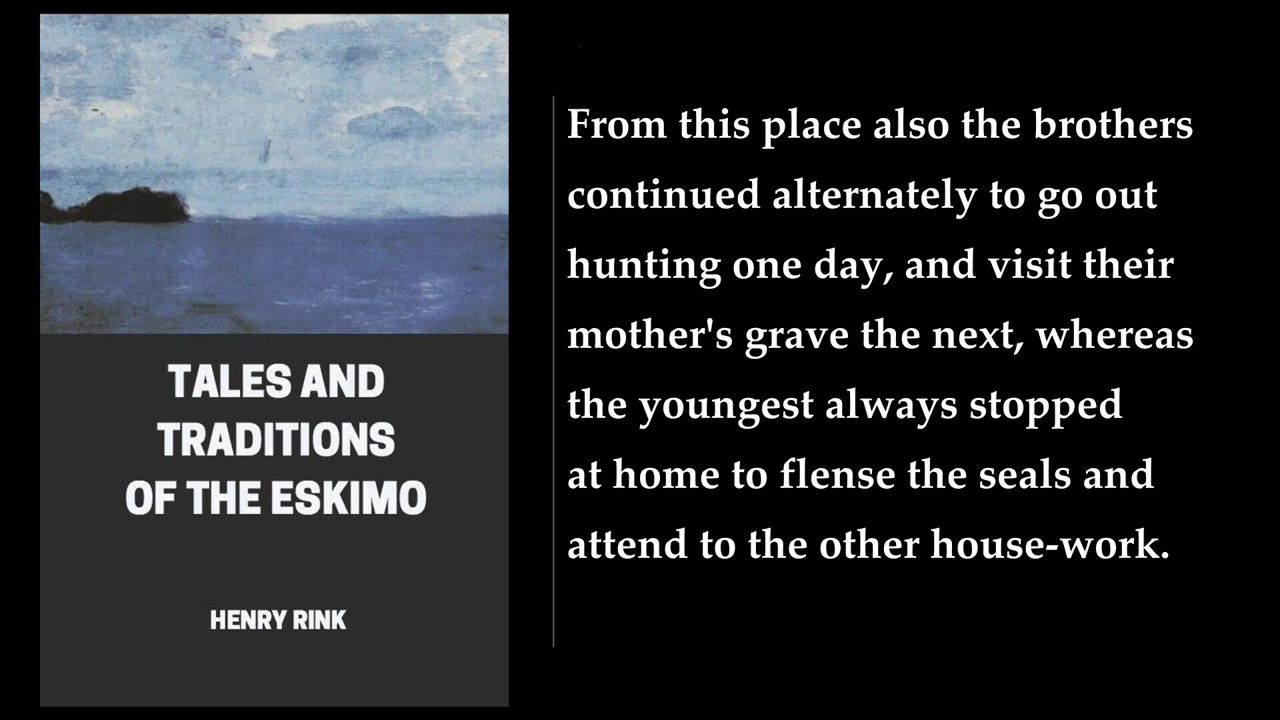 TALES AND
TRADITIONS
OF THE ESKIMO
HENRY RINK
From this place also the brothers
continued alternately to go out
hunting one day, and visit their
mother's grave the next, whereas
the youngest always stopped
at home to flense the seals and
attend to the other house-work.